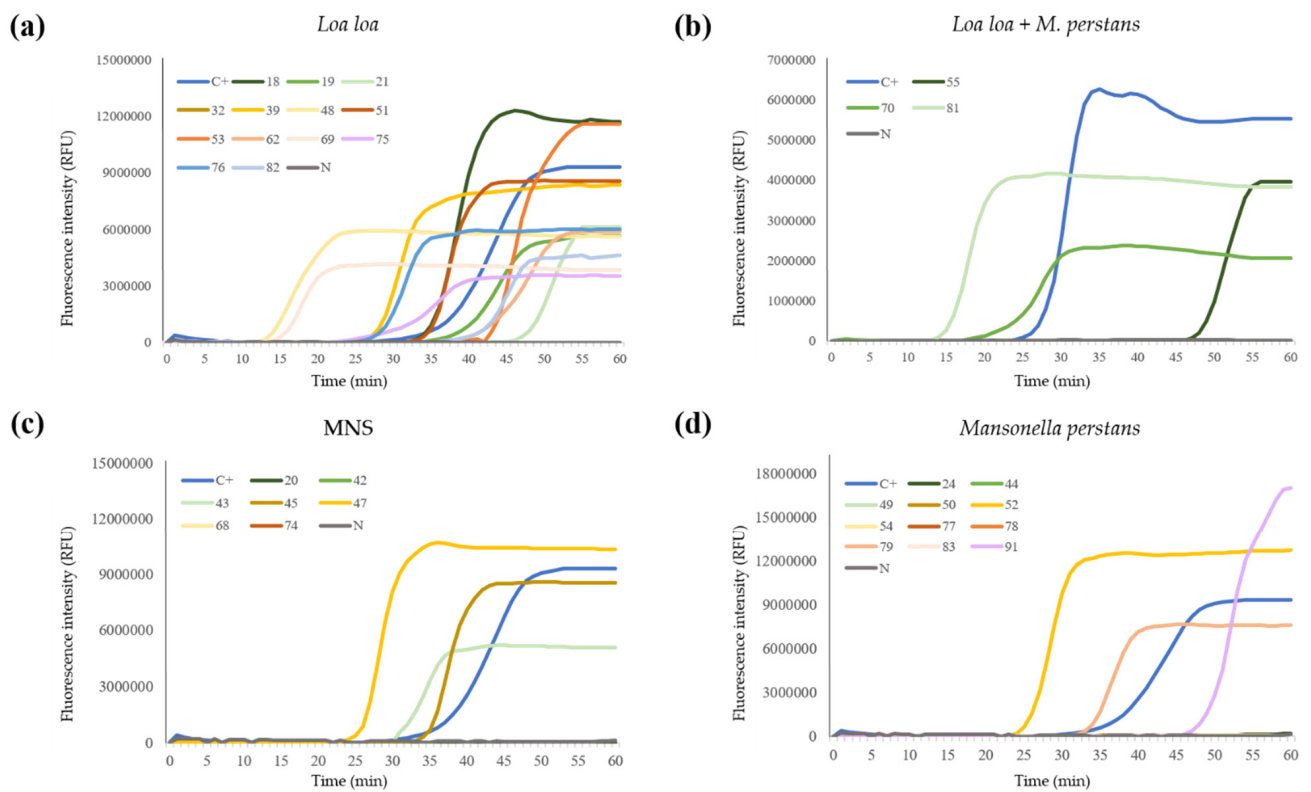 (a)
Loa loa
Fluorescence intensity (RFU)
15000000
12000000
9000000
6000000
3000000
0
C+ 18 19 21
32 39 48 51
53 62 69 75
76 82 N
0 5 10 15 20 25 30 35 40 45 50 55 60
Time (min)
(b)
Loa loa + M. perstans
Fluorescence intensity (RFU)
7000000
6000000
5000000
4000000
3000000
2000000
1000000
0
C+ 55
70 81
N
0 5 10 15 20 25 30 35 40 45 50 55 60
Time (min)
(c)
MNS
Fluorescence intensity (RFU)
15000000
12000000
9000000
6000000
3000000
0
C+ 20 42
43 45 47
68 74 N
0 5 10 15 20 25 30 35 40 45 50 55 60
Time (min)
(d)
Mansonella perstans
Fluorescence intensity (RFU)
18000000
15000000
12000000
9000000
6000000
3000000
0
C+ 24 44
49 50 52
54 77 78
79 83 91
N
0 5 10 15 20 25 30 35 40 45 50 55 60
Time (min)